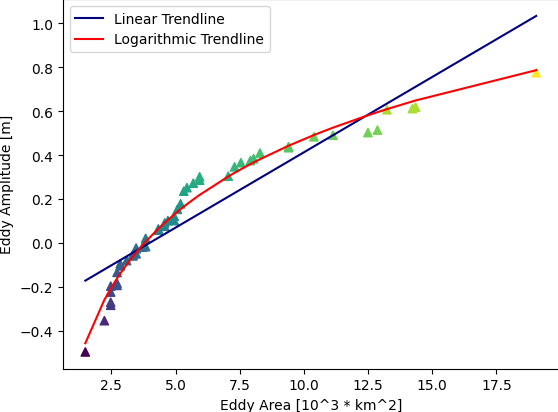 Linear Trendline
Logarithmic Trendline
Eddy Amplitude [m]
1.0
0.8
0.6
0.4
0.2
0.0
−0.2
−0.4
2.5 5.0 7.5 10.0 12.5 15.0 17.5
Eddy Area [10^3 * km^2]